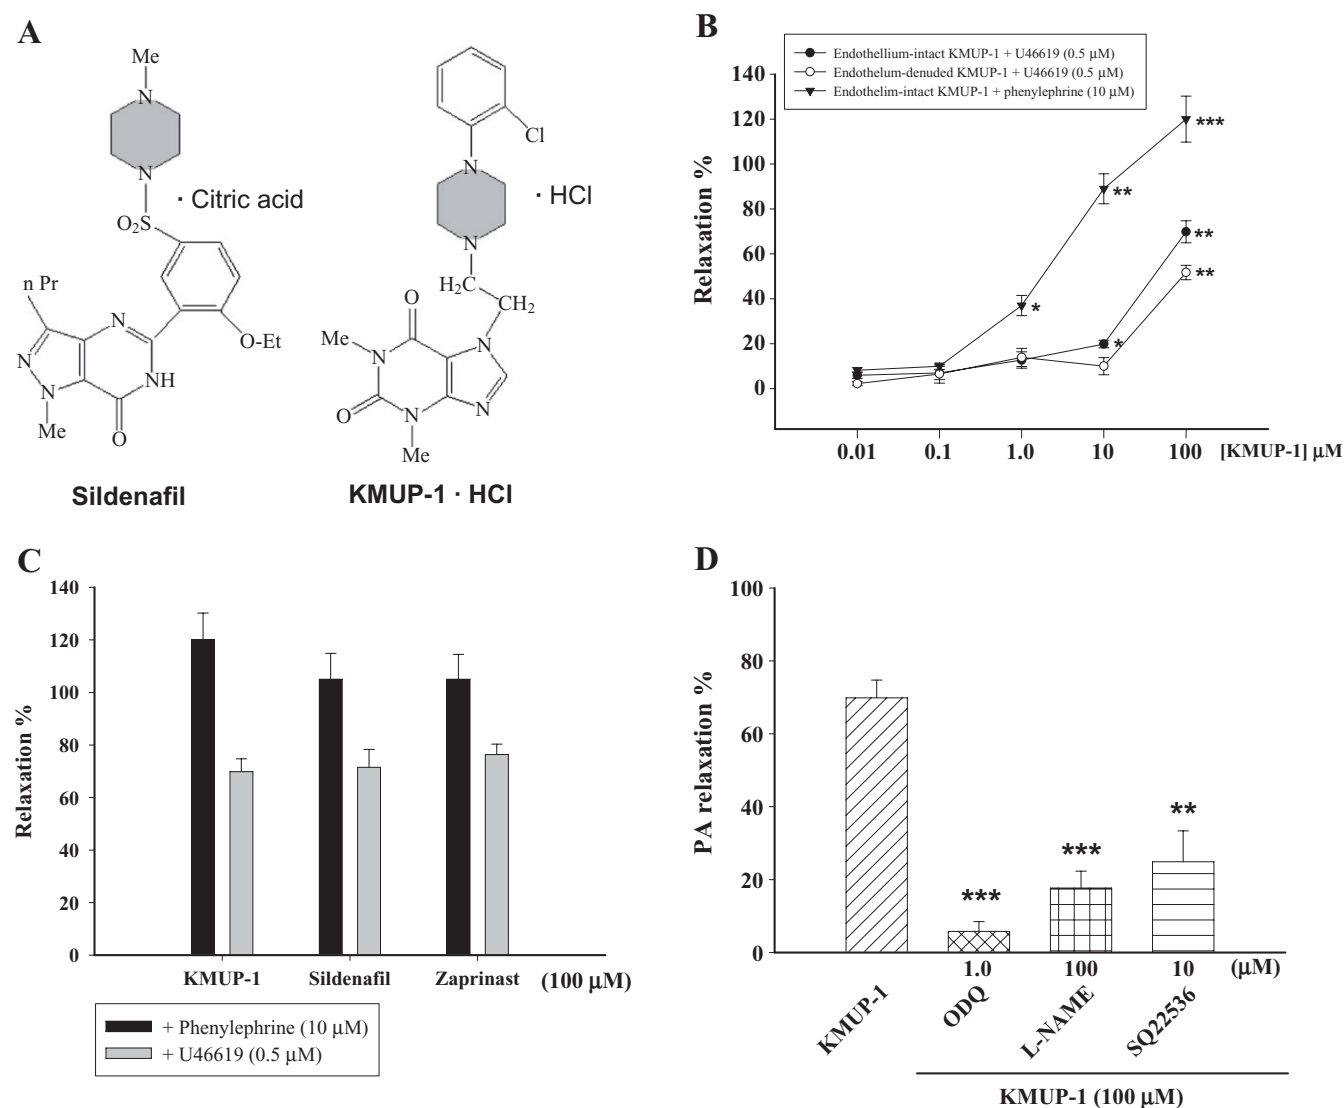 A
Me
N
N
O₂S
· Citric acid
n Pr
N
N
N
NH
O-Et
Me
O
Sildenafil
Cl
N
· HCl
N
H₂C
CH₂
O
Me
N
N
O
N
N
Me
KMUP-1 · HCl
B
Endothellium-intact KMUP-1 + U46619 (0.5 μM)
Endothelum-denuded KMUP-1 + U46619 (0.5 μM)
Endothelim-intact KMUP-1 + phenylephrine (10 μM)
Relaxation %
140
120
100
80
60
40
20
0
***
**
**
**
*
*
0.01 0.1 1.0 10 100 [KMUP-1] μM
C
Relaxation %
140
120
100
80
60
40
20
0
KMUP-1 Sildenafil Zaprinast (100 μM)
+ Phenylephrine (10 μM)
+ U46619 (0.5 μM)
D
PA relaxation %
100
80
60
40
20
0
*** *** **
1.0 100 10 (μM)
KMUP-1 ODQ L-NAME SQ22536
KMUP-1 (100 μM)